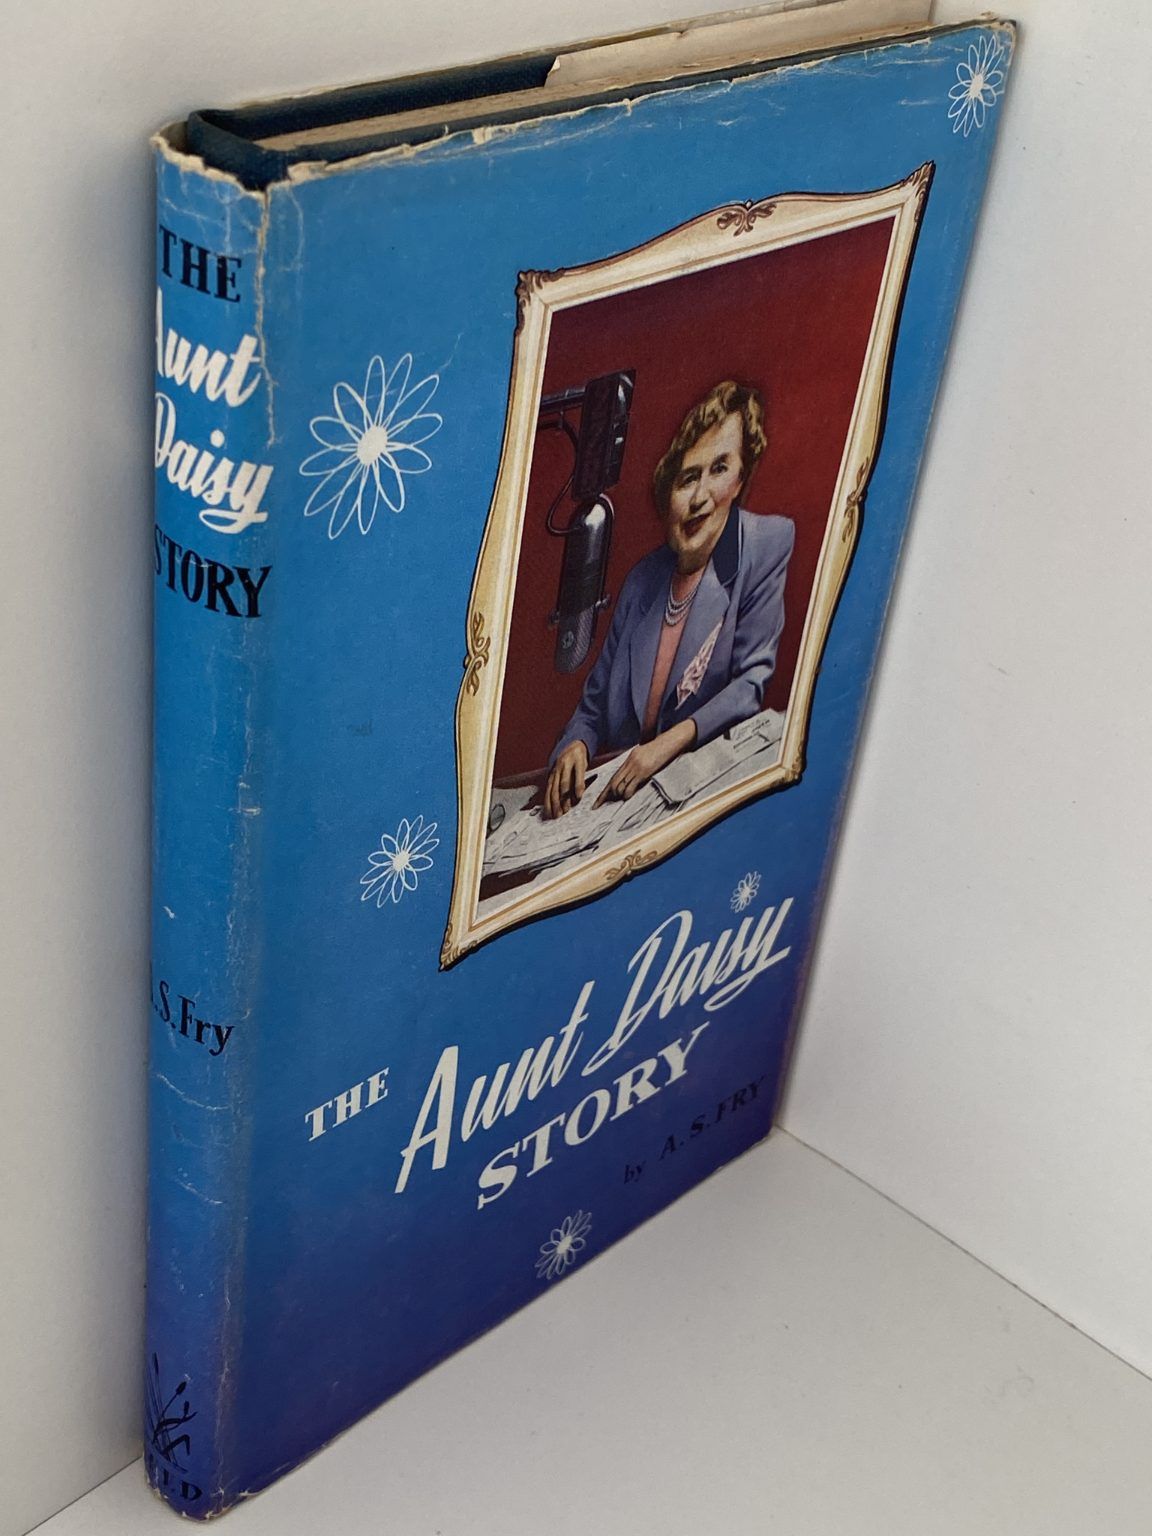 THE
Aunt
Daisy
STORY
A.S. Fry
THE Aunt Daisy
STORY
by A. S. FRY